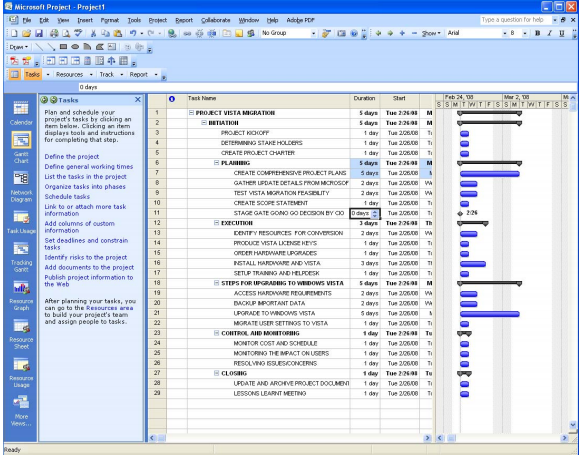 Microsoft Project - Project1
File Edit View Insert Format Tools Project Report Collaborate Window Help Adobe PDF
Type a question for help
No Group Show Arial 8 B I U
Draw
Tasks Resources Track Report
0 days
Calendar
Gantt Chart
Network Diagram
Task Usage
Tracking Gantt
Resource Graph
Resource Sheet
Resource Usage
More Views...
Tasks
Plan and schedule your
project's tasks by clicking an
item below. Clicking an item
displays tools and instructions
for completing that step.
Define the project
Define general working times
List the tasks in the project
Organize tasks into phases
Schedule tasks
Link to or attach more task
information
Add columns of custom
information
Set deadlines and constrain
tasks
Identify risks to the project
Add documents to the project
Publish project information to
the Web
After planning your tasks, you
can go to the Resources area
to build your project's team
and assign people to tasks.
Task Name Duration Start Feb 24, '08 Mar 2, '08 M
S S M T W T F S S M T W T F S S
1 PROJECT VISTA MIGRATION 5 days Tue 2/26/08 M
2 INITIATION 5 days Tue 2/26/08 M
3 PROJECT KICKOFF 1 day Tue 2/26/08 T
4 DETERMINING STAKE HOLDERS 1 day Tue 2/26/08 T
5 CREATE PROJECT CHARTER 1 day Tue 2/26/08 T
6 PLANNING 5 days Tue 2/26/08 M
7 CREATE COMPREHENSIVE PROJECT PLANS 5 days Tue 2/26/08
8 GATHER UPDATE DETAILS FROM MICROSOF 2 days Tue 2/26/08 W
9 TEST VISTA MIGRATION FEASIBILITY 2 days Tue 2/26/08 W
10 CREATE SCOPE STATEMENT 1 day Tue 2/26/08 T
11 STAGE GATE GO/NO GO DECISION BY CIO 0 days Tue 2/26/08 T 2/26
12 EXECUTION 3 days Tue 2/26/08 Th
13 IDENTIFY RESOURCES FOR CONVERSION 2 days Tue 2/26/08 W
14 PRODUCE VISTA LICENSE KEYS 1 day Tue 2/26/08 T
15 ORDER HARDWARE UPGRADES 1 day Tue 2/26/08 T
16 INSTALL HARDWARE AND VISTA 3 days Tue 2/26/08 T
17 SETUP TRAINING AND HELPDESK 1 day Tue 2/26/08 T
18 STEPS FOR UPGRADING TO WINDOWS VISTA 5 days Tue 2/26/08 M
19 ACCESS HARDWARE REQUIREMENTS 2 days Tue 2/26/08 W
20 BACKUP IMPORTANT DATA 2 days Tue 2/26/08 W
21 UPGRADE TO WINDOWS VISTA 5 days Tue 2/26/08
22 MIGRATE USER SETTINGS TO VISTA 1 day Tue 2/26/08 T
23 CONTROL AND MONITORING 1 day Tue 2/26/08 Tu
24 MONITOR COST AND SCHEDULE 1 day Tue 2/26/08 T
25 MONITORING THE IMPACT ON USERS 1 day Tue 2/26/08 T
26 RESOLVING ISSUES/CONCERNS 1 day Tue 2/26/08 T
27 CLOSING 1 day Tue 2/26/08 Tu
28 UPDATE AND ARCHIVE PROJECT DOCUMENT 1 day Tue 2/26/08 T
29 LESSONS LEARNT MEETING 1 day Tue 2/26/08 T
Ready